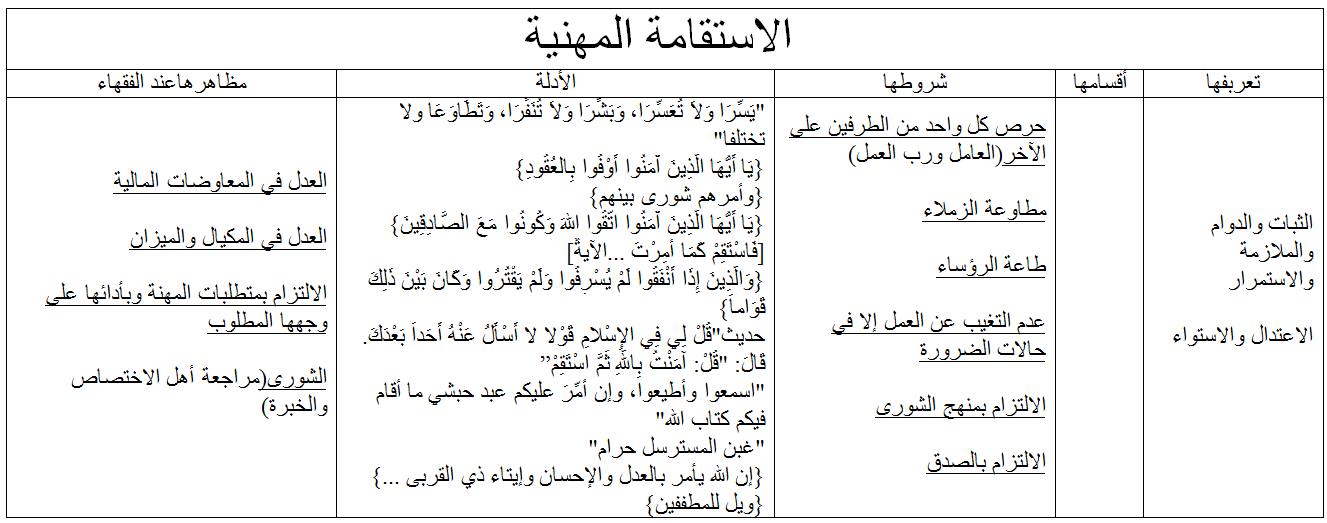 الاستقامة المهنية
تعريفها
أقسامها
شروطها
الأدلة
مظاهرهاعند الفقهاء
الثبات والدوام
والملازمة
والاستمرار
الاعتدال والاستواء
حرص كل واحد من الطرفين على
الآخر(العامل ورب العمل)
مطاوعة الزملاء
طاعة الرؤساء
عدم التغيب عن العمل إلا في
حالات الضرورة
الالتزام بمنهج الشورى
الالتزام بالصدق
"يَسِّرَا وَلاَ تُعَسِّرَا، وَبَشِّرَا وَلاَ تُنَفِّرَا، وَتَطَاوَعَا ولا
تختلفا"
{يَا أَيُّهَا الَّذِينَ آمَنُوا أَوْفُوا بِالعُقُودِ}
{وأمرهم شورى بينهم}
{يَا أَيُّهَا الَّذِينَ آمَنُوا اتَّقُوا اللهَ وَكُونُوا مَعَ الصَّادِقِينَ}
[فَاسْتَقِمْ كَمَا أُمِرْتَ ...الآية]
{وَالَّذِينَ إِذَا أَنْفَقُوا لَمْ يُسْرِفُوا وَلَمْ يَقْتُرُوا وَكَانَ بَيْنَ ذَلِكَ
قَوَاماً}
حديث"قُلْ لِي فِي الإِسْلامِ قَوْلا لا أَسْأَلُ عَنْهُ أَحَداً بَعْدَكَ.
قَالَ: "قُلْ: آمَنْتُ بِاللهِ ثُمَّ اسْتَقِمْ”
"اسمعوا وأطيعوا، وإن أُمِّرَ عليكم عبد حبشي ما أقام
فيكم كتاب الله"
"غبن المسترسل حرام"
{إن الله يأمر بالعدل والإحسان وإيتاء ذي القربى ...}
{ويل للمطففين}
العدل في المعاوضات المالية
العدل في المكيال والميزان
الالتزام بمتطلبات المهنة وبأدائها على
وجهها المطلوب
الشورى(مراجعة أهل الاختصاص
والخبرة)